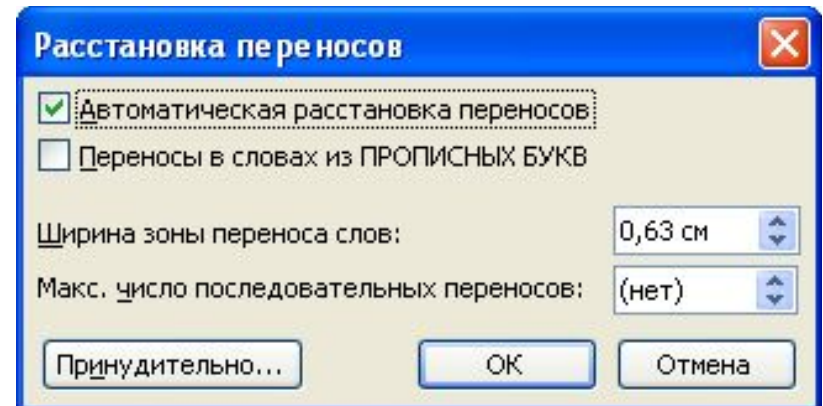 Расстановка переносов
Автоматическая расстановка переносов
Переносы в словах из ПРОПИСНЫХ БУКВ
Ширина зоны переноса слов: 0,63 см
Макс. число последовательных переносов: (нет)
Принудительно... ОК Отмена